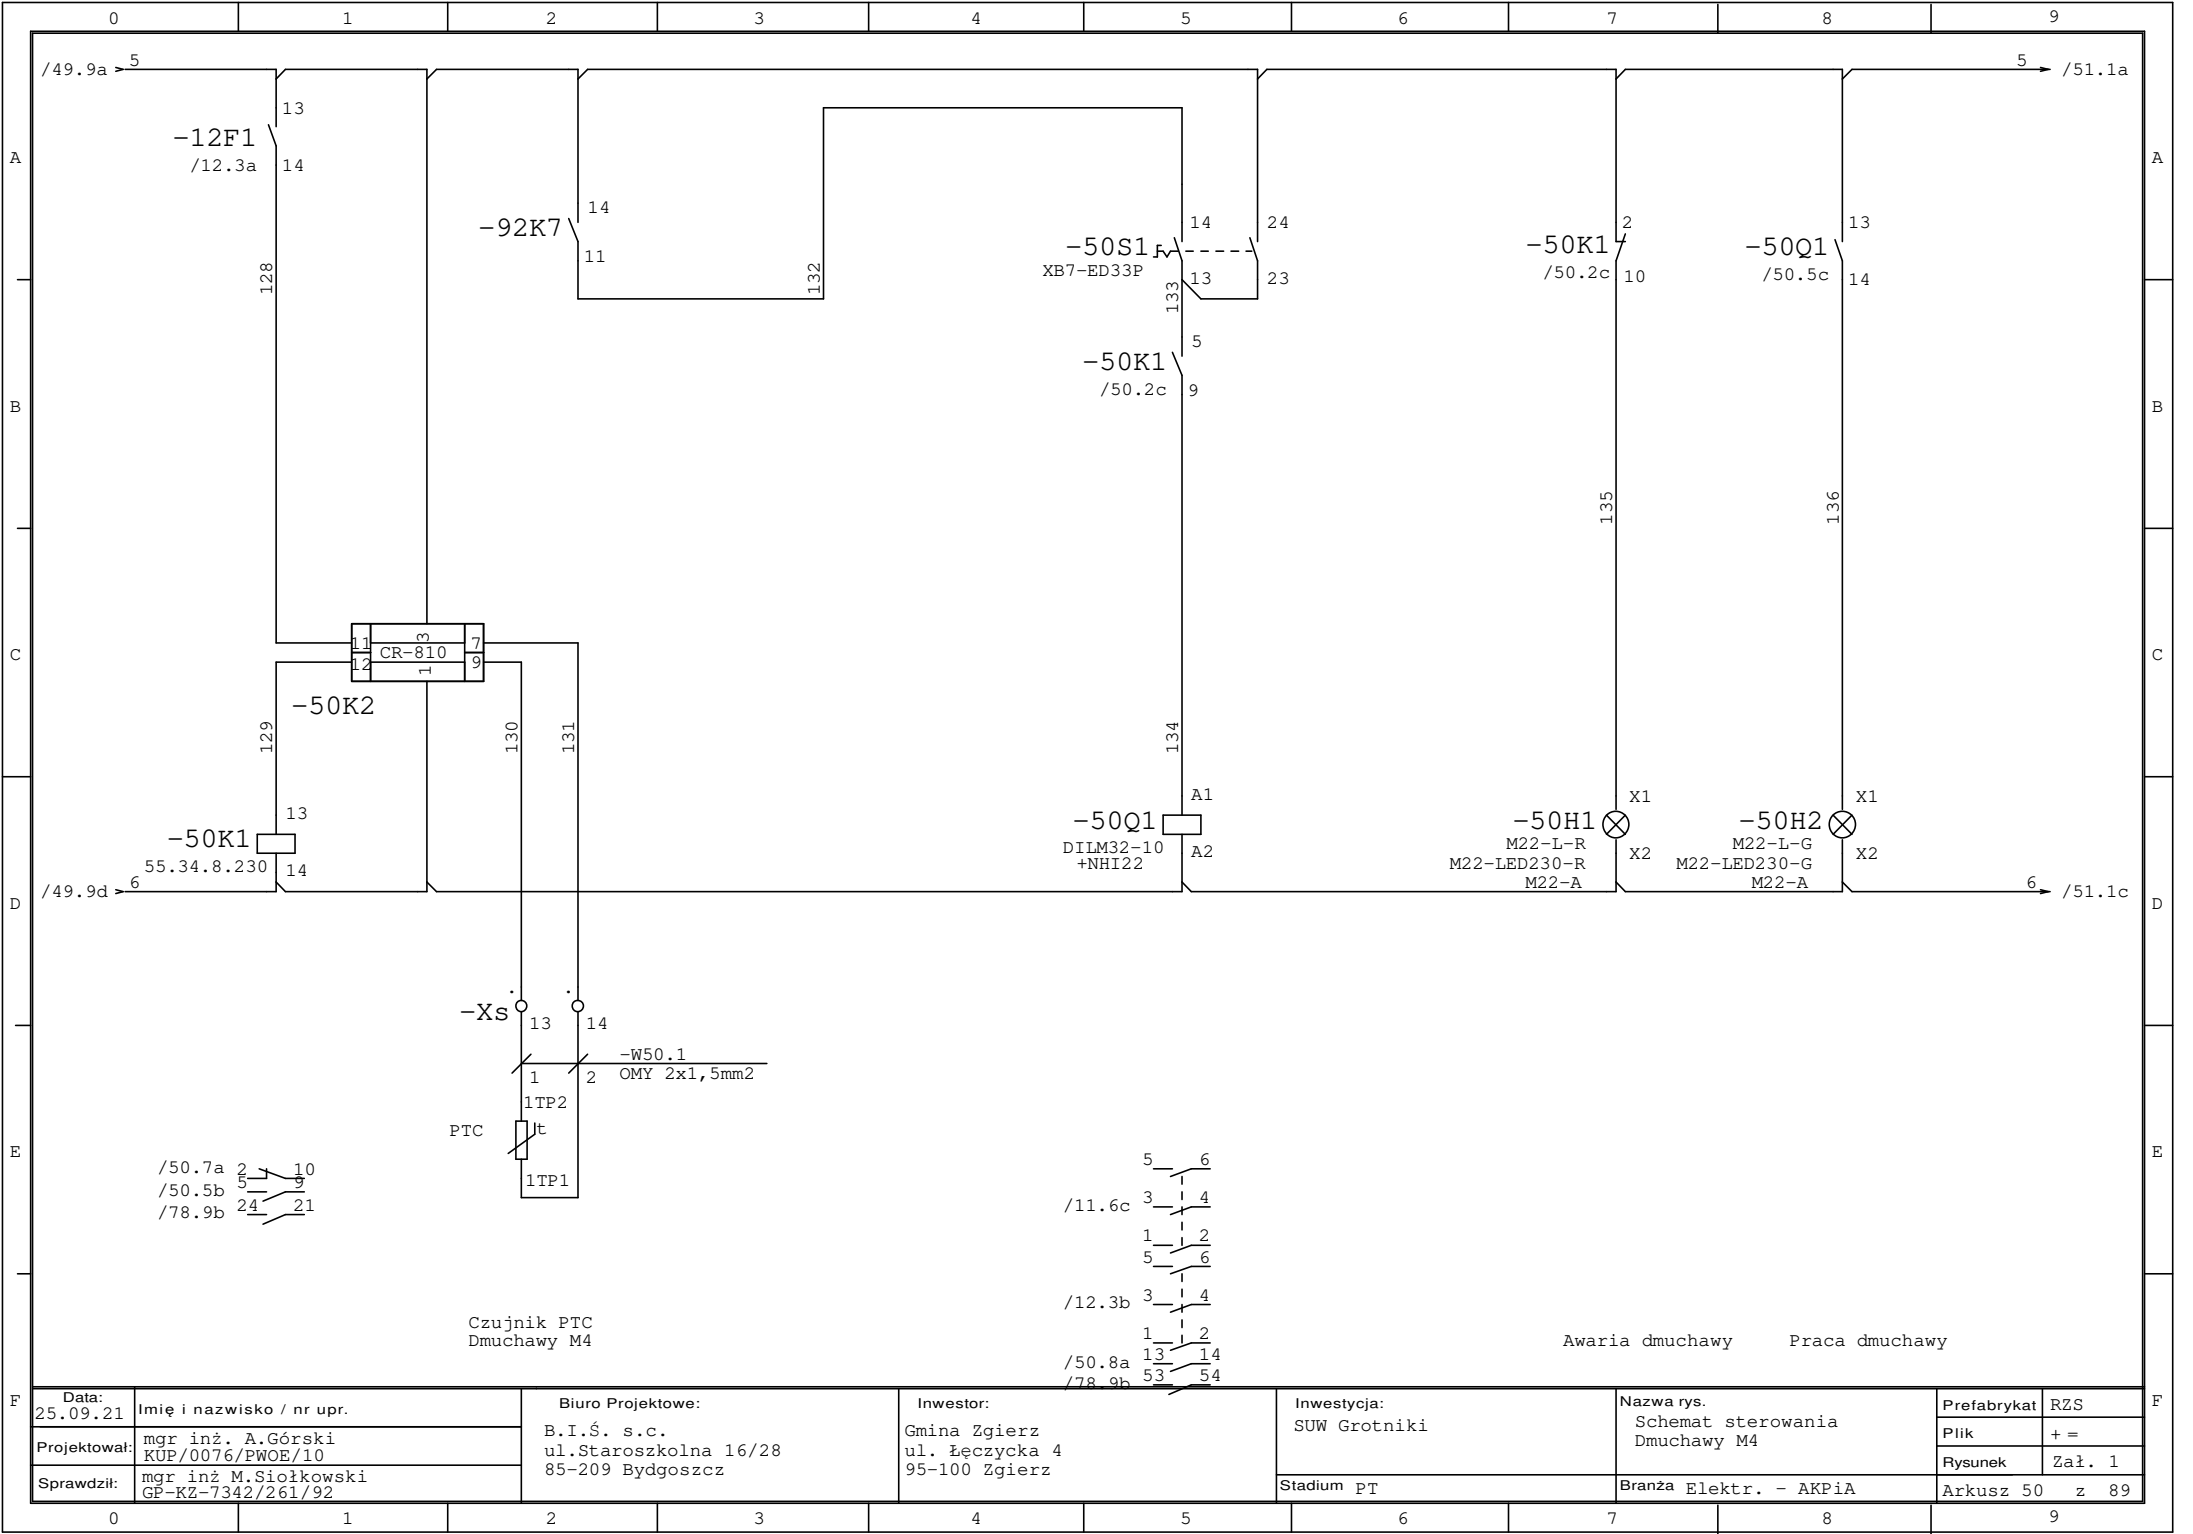 0 1 2 3 4 5 6 7 8 9
/49.9a 5
5 /51.1a
13
-12F1
/12.3a 14
A A
14
-92K7
11
128
132
14 24
-50S1
XB7-ED33P
13 23
133
2
-50K1
/50.2c 10
13
-50Q1
/50.5c 14
5
-50K1
/50.2c 9
B B
135
136
11 3 7
CR-810
12 1 9
-50K2
C C
129
130
131
134
13
-50K1
55.34.8.230 14
A1
-50Q1
DILM32-10
+NHI22
A2
X1
-50H1
M22-L-R
M22-LED230-R
M22-A
X2
X1
-50H2
M22-L-G
M22-LED230-G
M22-A
X2
/49.9d 6
6 /51.1c
D D
. .
-Xs
13 14
-W50.1
OMY 2x1,5mm2
1 2
1TP2
PTC t
1TP1
E E
/50.7a 2 10
/50.5b 5 9
/78.9b 24 21
5 6
/11.6c 3 4
1 2
5 6
/12.3b 3 4
1 2
/50.8a 13 14
/78.9b 53 54
Czujnik PTC
Dmuchawy M4
Awaria dmuchawy Praca dmuchawy
F F
Data:
25.09.21
Imię i nazwisko / nr upr.
Projektował:
mgr inż. A.Górski
KUP/0076/PWOE/10
Sprawdził:
mgr inż M.Siołkowski
GP-KZ-7342/261/92
Biuro Projektowe:
B.I.Ś. s.c.
ul.Staroszkolna 16/28
85-209 Bydgoszcz
Inwestor:
Gmina Zgierz
ul. Łęczycka 4
95-100 Zgierz
Inwestycja:
SUW Grotniki
Stadium PT
Nazwa rys.
Schemat sterowania
Dmuchawy M4
Branża Elektr. - AKPiA
Prefabrykat RZS
Plik + =
Rysunek Zał. 1
Arkusz 50 z 89
0 1 2 3 4 5 6 7 8 9